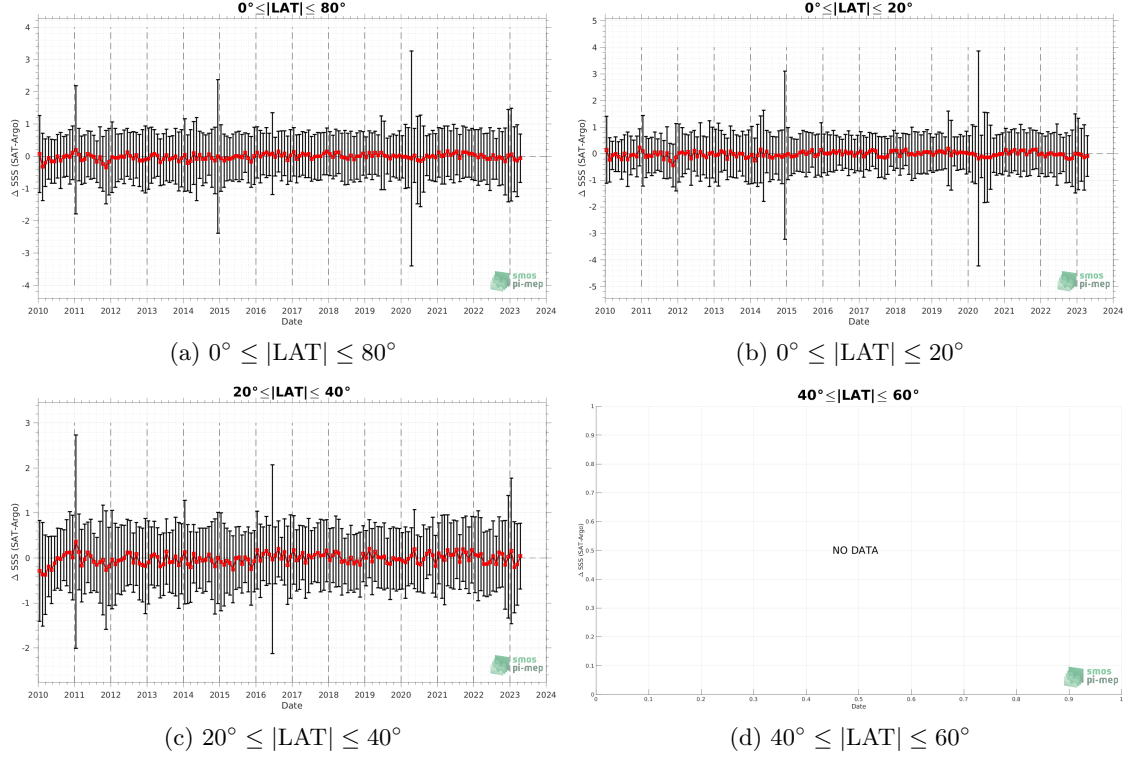 0°≤|LAT|≤ 80°
Δ SSS (SAT-Argo)
4
3
2
1
0
-1
-2
-3
-4
2010 2011 2012 2013 2014 2015 2016 2017 2018 2019 2020 2021 2022 2023 2024
Date
smos
pi-mep
(a) 0° ≤ |LAT| ≤ 80°
0°≤|LAT|≤ 20°
Δ SSS (SAT-Argo)
5
4
3
2
1
0
-1
-2
-3
-4
-5
2010 2011 2012 2013 2014 2015 2016 2017 2018 2019 2020 2021 2022 2023 2024
Date
smos
pi-mep
(b) 0° ≤ |LAT| ≤ 20°
20°≤|LAT|≤ 40°
Δ SSS (SAT-Argo)
3
2
1
0
-1
-2
2010 2011 2012 2013 2014 2015 2016 2017 2018 2019 2020 2021 2022 2023 2024
Date
smos
pi-mep
(c) 20° ≤ |LAT| ≤ 40°
40°≤|LAT|≤ 60°
Δ SSS (SAT-Argo)
1
0.9
0.8
0.7
0.6
0.5
0.4
0.3
0.2
0.1
0
NO DATA
0 0.1 0.2 0.3 0.4 0.5 0.6 0.7 0.8 0.9 1
Date
smos
pi-mep
(d) 40° ≤ |LAT| ≤ 60°